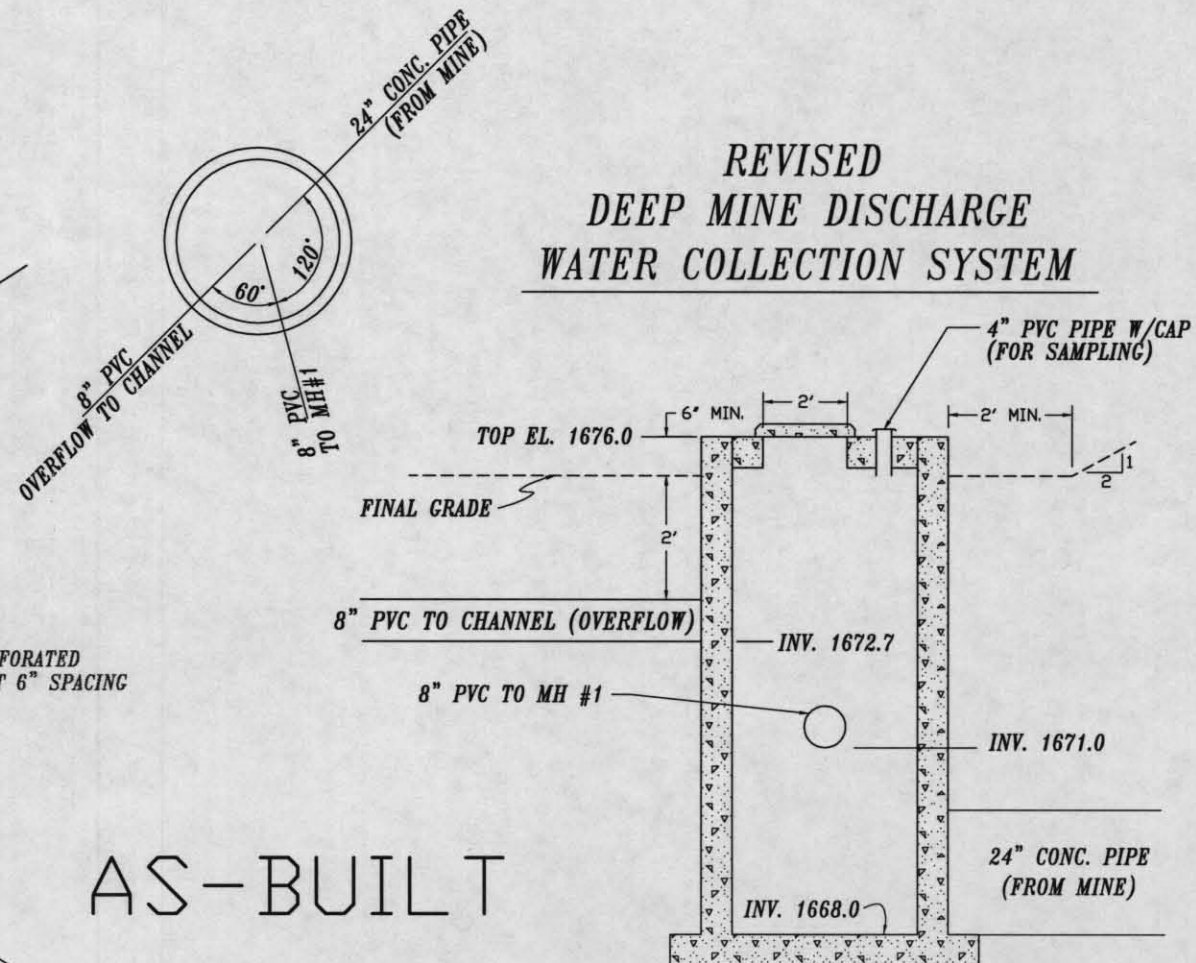 24" CONC. PIPE
(FROM MINE)
120°
60°
8" PVC
OVERFLOW TO CHANNEL
8" PVC
TO MH#1
REVISED
DEEP MINE DISCHARGE
WATER COLLECTION SYSTEM
4" PVC PIPE W/CAP
(FOR SAMPLING)
6" MIN.
2'
2' MIN.
TOP EL. 1676.0
1
2
FINAL GRADE
2'
8" PVC TO CHANNEL (OVERFLOW)
INV. 1672.7
FORATED
6" SPACING
8" PVC TO MH #1
INV. 1671.0
24" CONC. PIPE
(FROM MINE)
AS-BUILT
INV. 1668.0